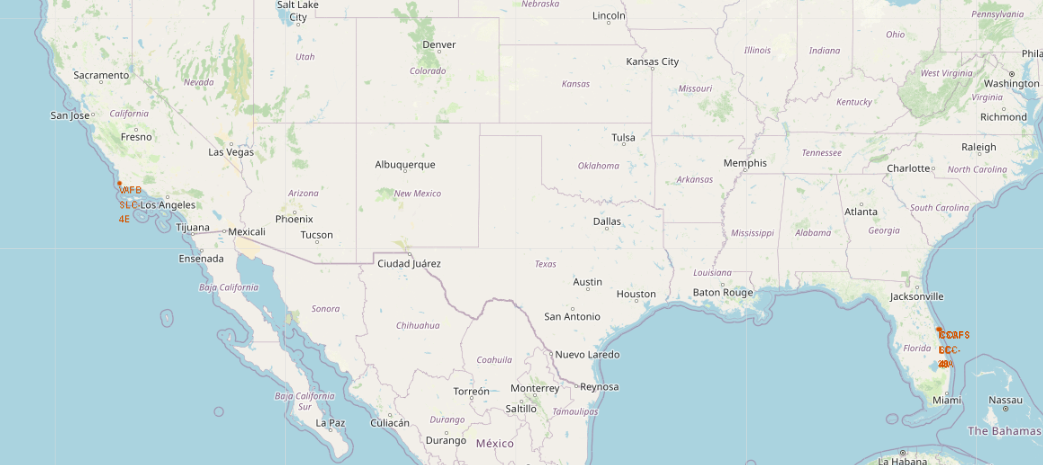 Salt Lake
City
Nebraska
Lincoln
Pennsylvania
Ohio
Denver
Illinois
Indiana
Utah
Kansas City
Colorado
Sacramento
Nevada
Kansas
Missouri
West Virginia
Washington
Virginia
Kentucky
San Jose
California
Richmond
Fresno
Tulsa
Las Vegas
Raleigh
Albuquerque
Memphis
Tennessee
Oklahoma
Charlotte
North Carolina
VAFB
SLC-
4E
Los Angeles
Arizona
New Mexico
Arkansas
South Carolina
Phoenix
Atlanta
Dallas
Tijuana
Mexicali
Tucson
Mississippi
Alabama
Georgia
Ensenada
Ciudad Juárez
Texas
Louisiana
Baja California
Austin
Houston
Baton Rouge
Jacksonville
Sonora
San Antonio
Chihuahua
Florida
Nuevo Laredo
Coahuila
Torreón
Monterrey
Reynosa
Miami
Nassau
Baja California
Sur
Saltillo
Tamaulipas
La Paz
Culiacán
Durango
The Bahamas
Durango
México
La Habana